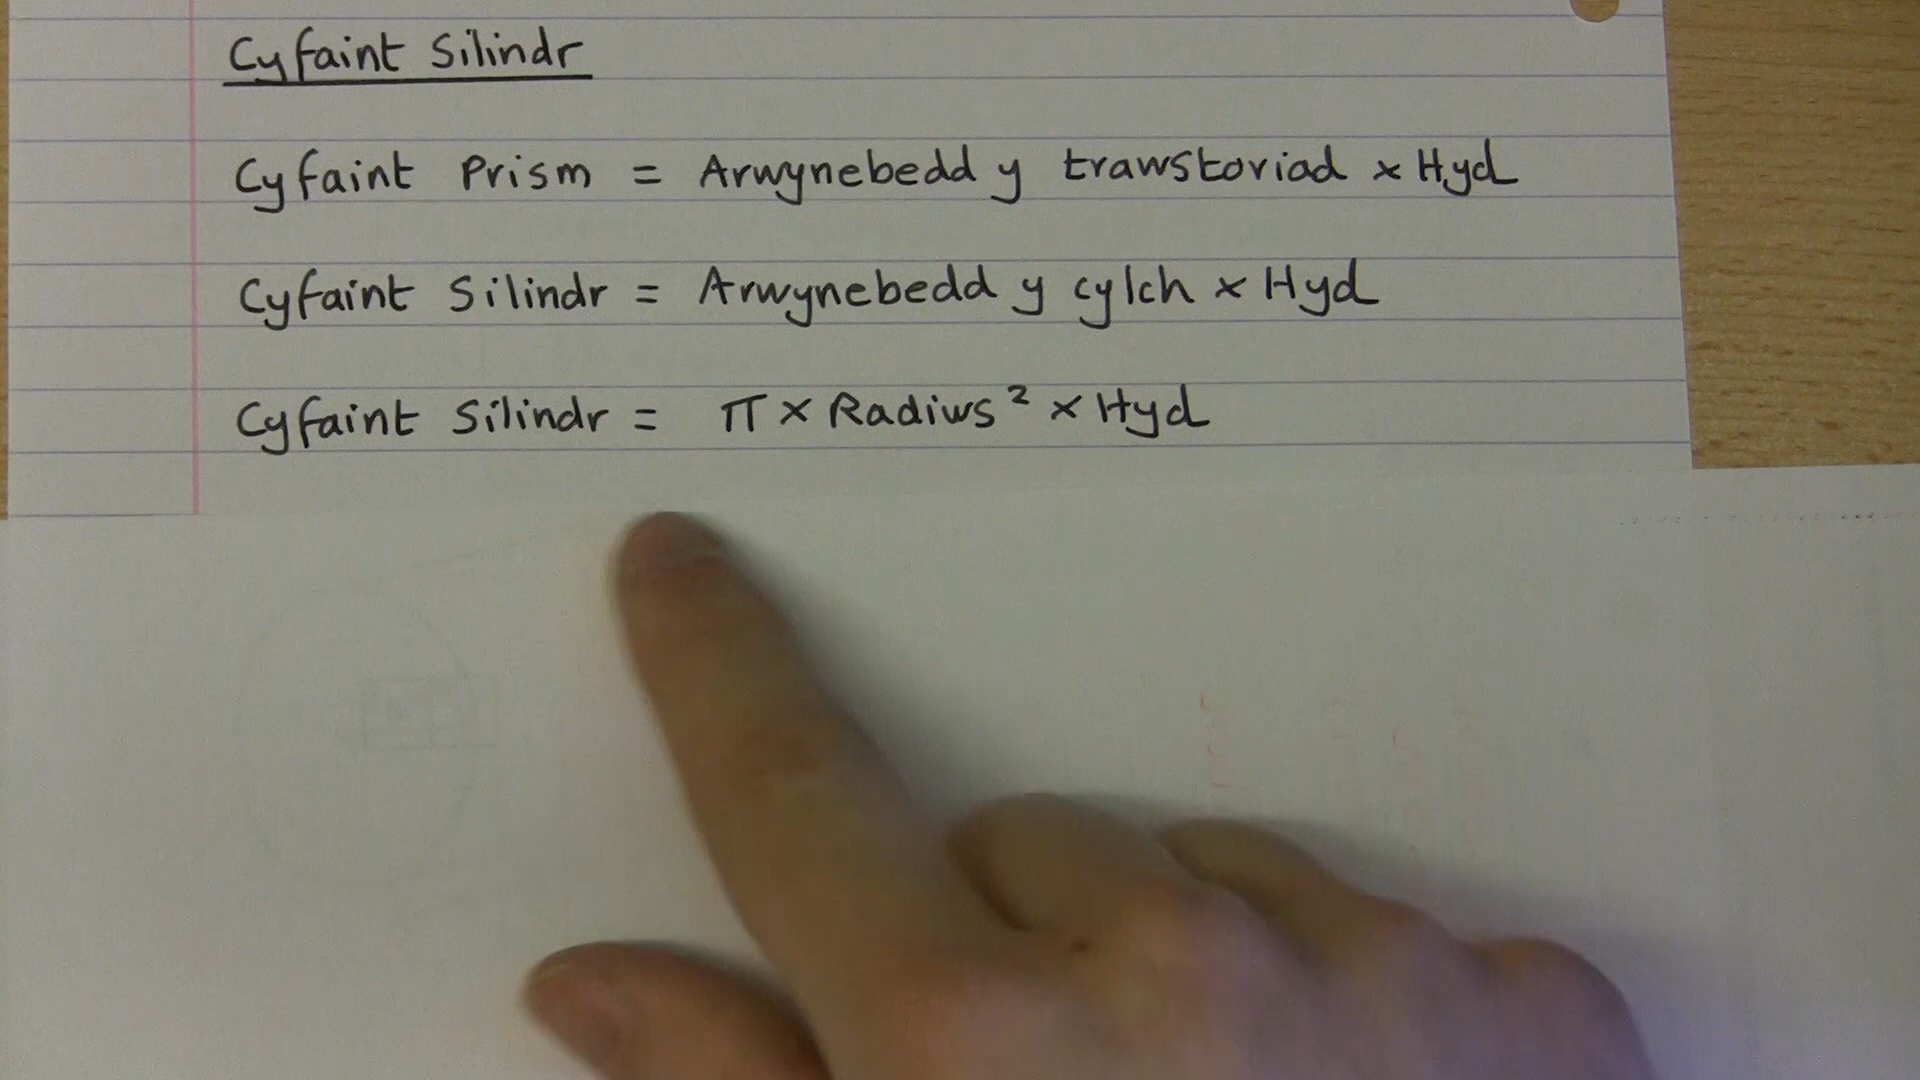 Cyfaint Silindr
Cyfaint Prism = Arwynebedd y trawstoriad x Hyd
Cyfaint Silindr = Arwynebedd y cylch x Hyd
Cyfaint Silindr = π x Radiws² x Hyd